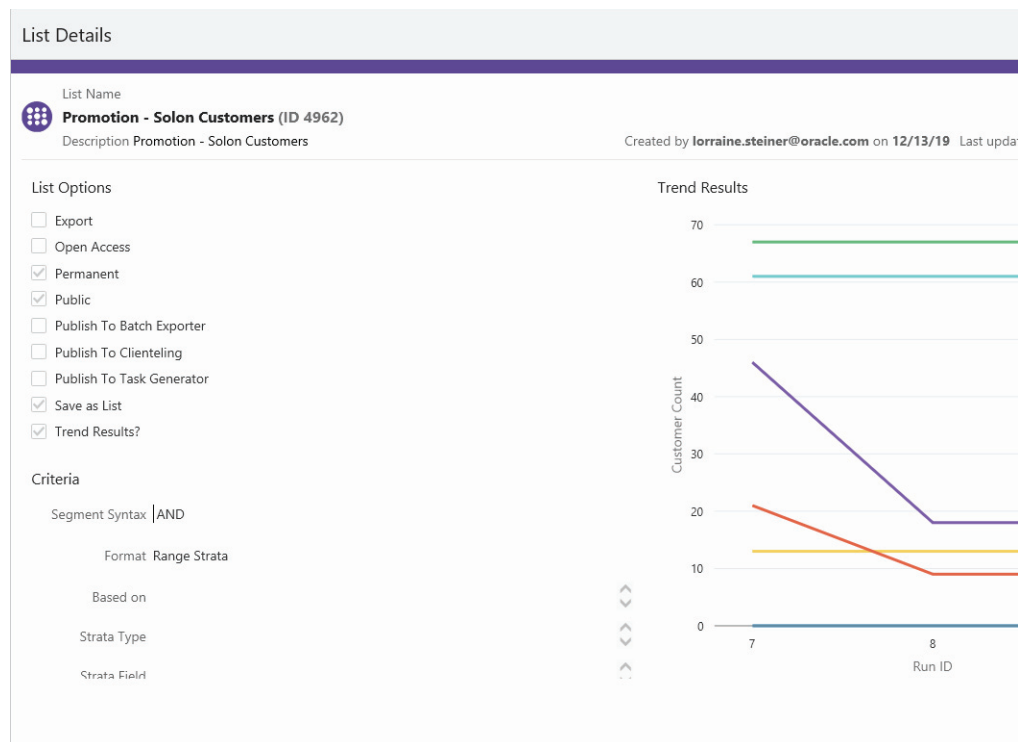 List Details
List Name
Promotion - Solon Customers (ID 4962)
Description Promotion - Solon Customers
Created by lorraine.steiner@oracle.com on 12/13/19 Last upda
List Options
Export
Open Access
Permanent
Public
Publish To Batch Exporter
Publish To Clienteling
Publish To Task Generator
Save as List
Trend Results?
Criteria
Segment Syntax AND
Format Range Strata
Based on
Strata Type
Strata Field
Trend Results
70
60
50
40
30
20
10
0
Customer Count
7 8
Run ID